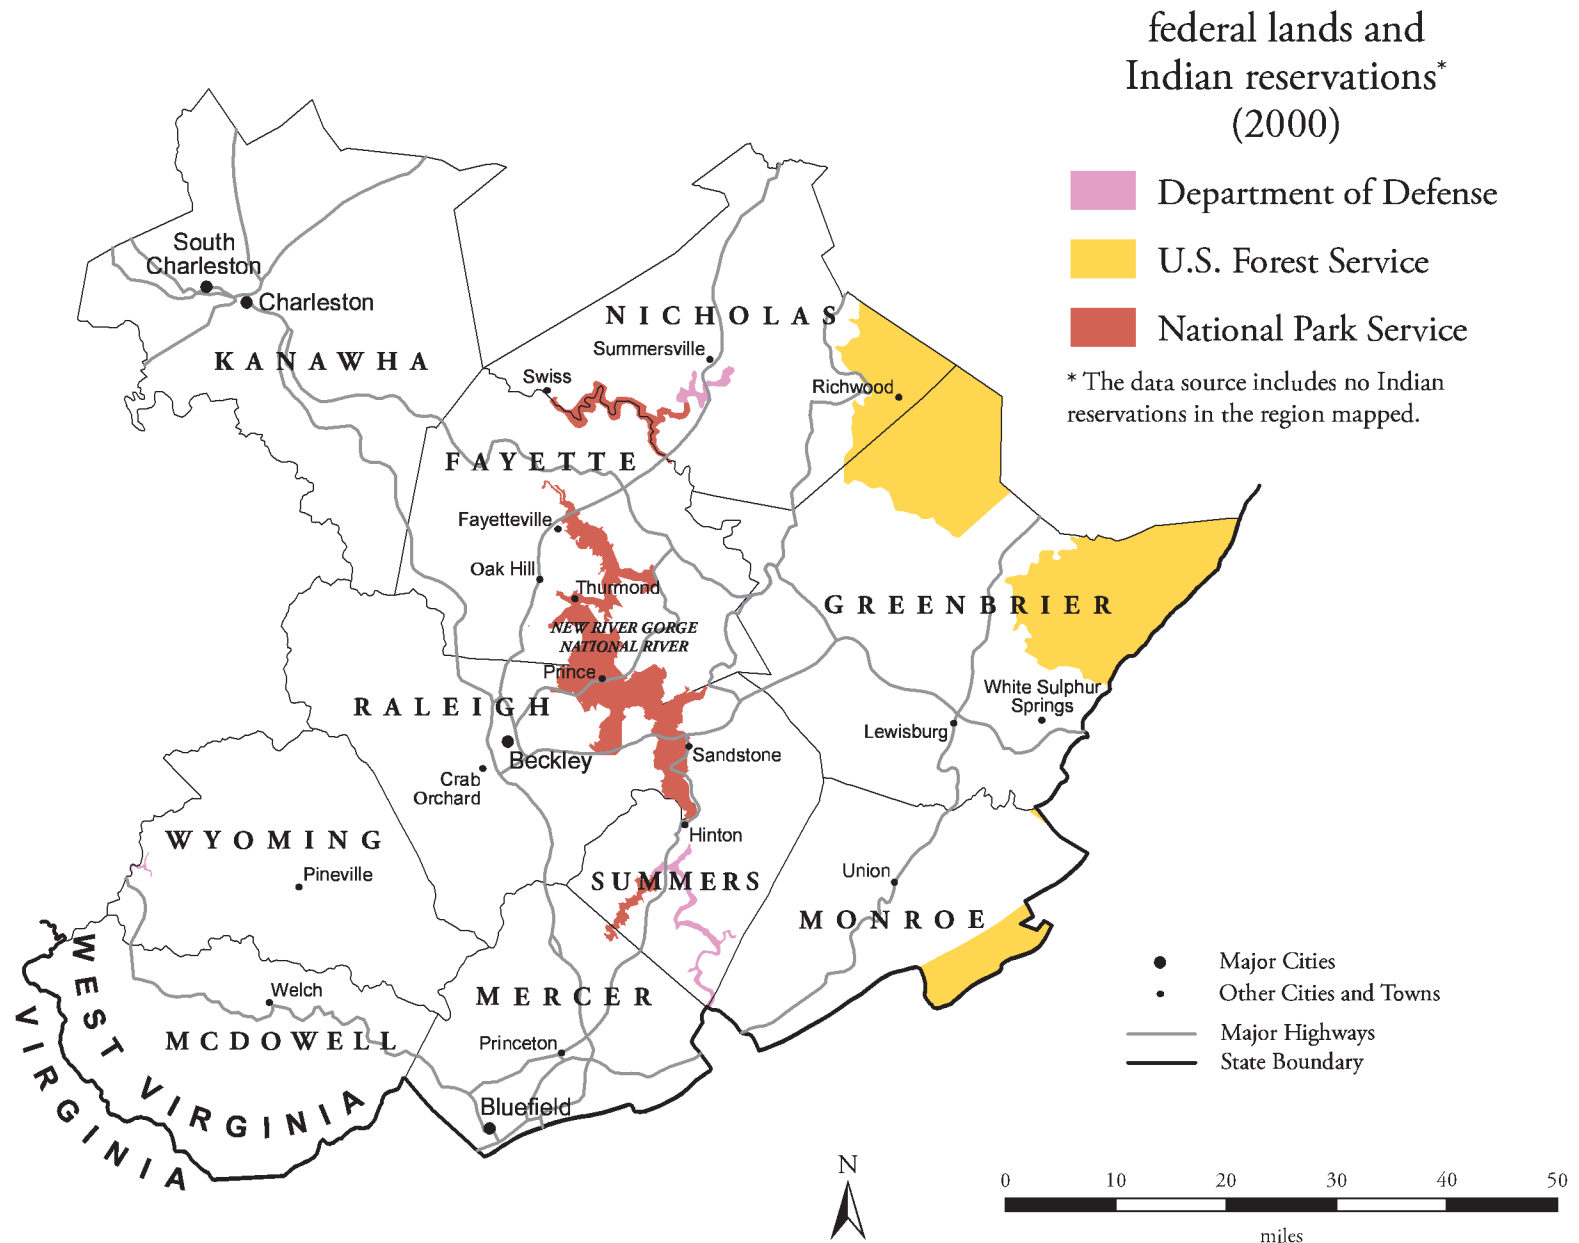 federal lands and
Indian reservations*
(2000)
Department of Defense
U.S. Forest Service
National Park Service
* The data source includes no Indian
reservations in the region mapped.
South
Charleston
Charleston
KANAWHA
NICHOLAS
Summersville
Swiss
Richwood
FAYETTE
Fayetteville
Oak Hill
Thurmond
NEW RIVER GORGE
NATIONAL RIVER
Prince
GREENBRIER
White Sulphur
Springs
Lewisburg
RALEIGH
Beckley
Crab
Orchard
Sandstone
Hinton
WYOMING
Pineville
SUMMERS
Union
MONROE
WEST VIRGINIA
VIRGINIA
Welch
MCDOWELL
MERCER
Princeton
Bluefield
Major Cities
Other Cities and Towns
Major Highways
State Boundary
N
0 10 20 30 40 50
miles